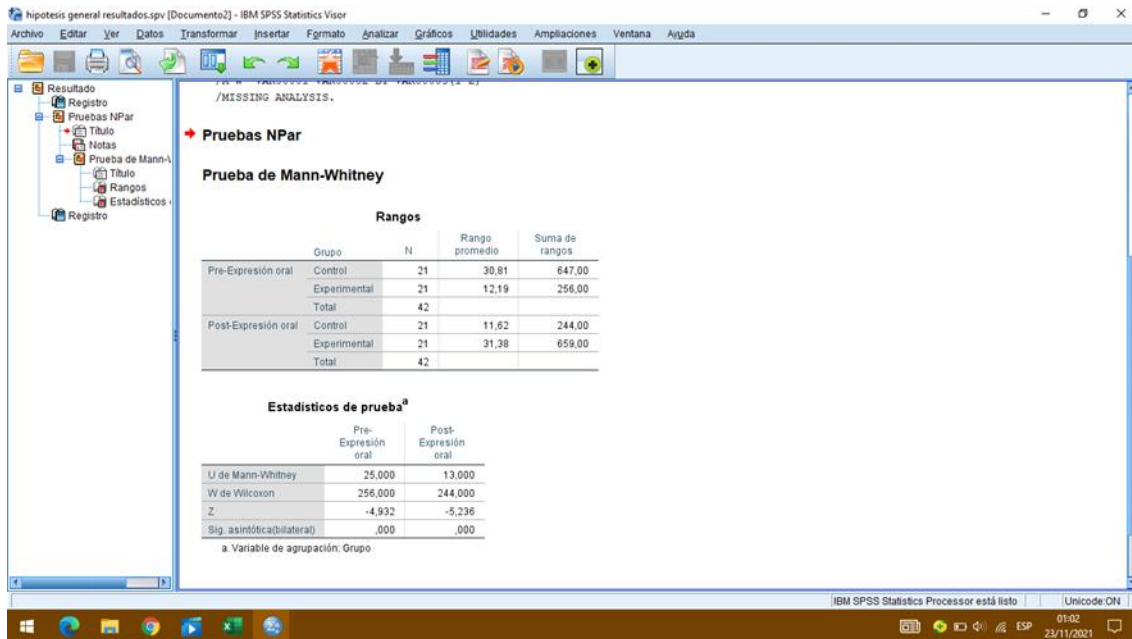 hipotesis general resultados.spv [Documento2] - IBM SPSS Statistics Visor
Archivo Editar Ver Datos Transformar Insertar Formato Analizar Gráficos Utilidades Ampliaciones Ventana Ayuda
Resultado
Registro
Pruebas NPar
Título
Notas
Prueba de Mann-W
Título
Rangos
Estadísticos
Registro
/MISSING ANALYSIS.
Pruebas NPar
Prueba de Mann-Whitney
Rangos
Grupo N Rango promedio Suma de rangos
Pre-Expresión oral Control 21 30,81 647,00
Experimental 21 12,19 256,00
Total 42
Post-Expresión oral Control 21 11,62 244,00
Experimental 21 31,38 659,00
Total 42
Estadísticos de prueba a
Pre-Expresión oral Post-Expresión oral
U de Mann-Whitney 25,000 13,000
W de Wilcoxon 256,000 244,000
Z -4,932 -5,236
Sig. asintótica(bilateral) ,000 ,000
a. Variable de agrupación: Grupo
IBM SPSS Statistics Processor está listo Unicode:ON
ESP 01:02
23/11/2021